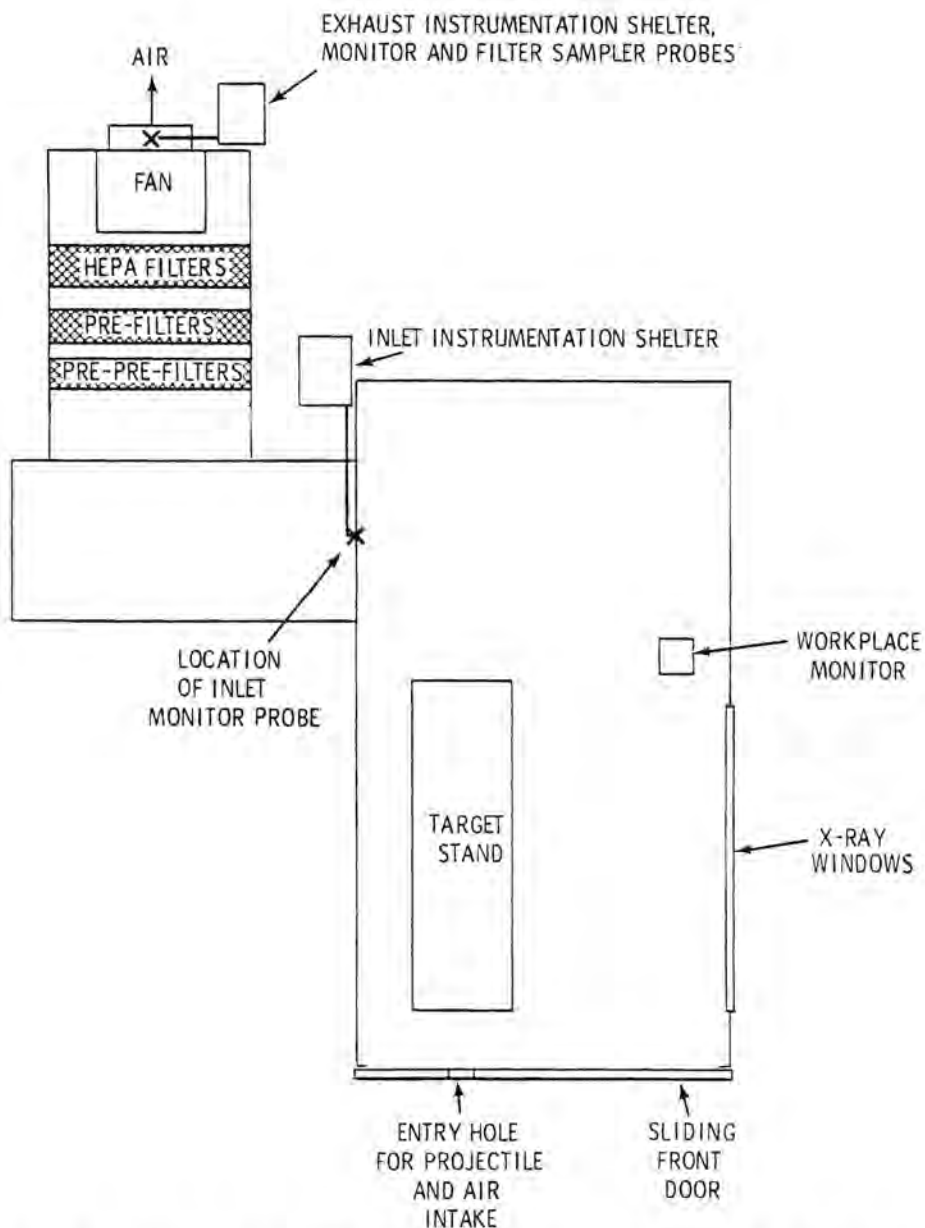 EXHAUST INSTRUMENTATION SHELTER,
MONITOR AND FILTER SAMPLER PROBES
AIR
FAN
HEPA FILTERS
PRE-FILTERS
PRE-PRE-FILTERS
INLET INSTRUMENTATION SHELTER
LOCATION
OF INLET
MONITOR PROBE
WORKPLACE
MONITOR
TARGET
STAND
X-RAY
WINDOWS
ENTRY HOLE
FOR PROJECTILE
AND AIR
INTAKE
SLIDING
FRONT
DOOR